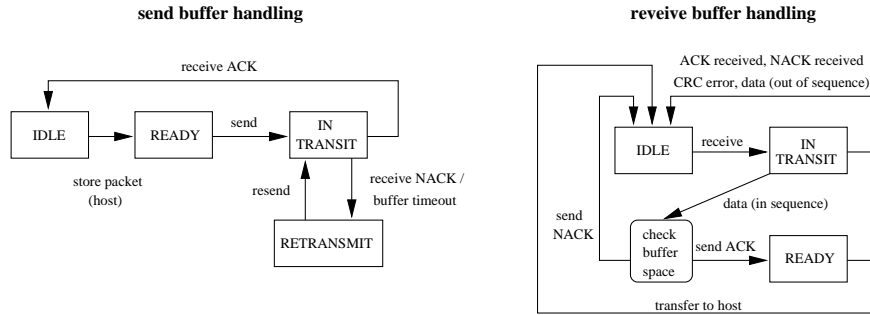 send buffer handling
receive ACK
IDLE
READY
send
IN
TRANSIT
store packet
(host)
resend
receive NACK /
buffer timeout
RETRANSMIT
reveive buffer handling
ACK received, NACK received
CRC error, data (out of sequence)
IDLE
receive
IN
TRANSIT
data (in sequence)
send
NACK
check
buffer
space
send ACK
READY
transfer to host